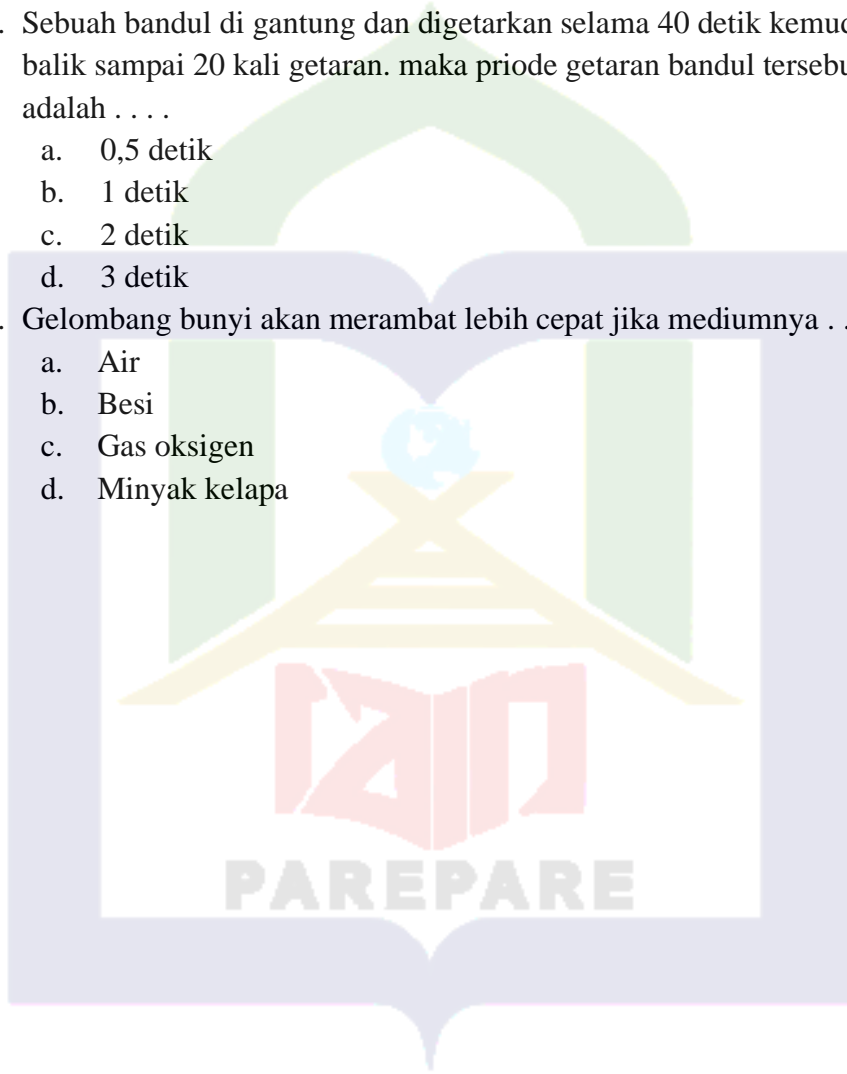 . Sebuah bandul di gantung dan digetarkan selama 40 detik
balik sampai 20 kali getaran. maka priode getaran bandul
adalah . . . .
a. 0,5 detik
b. 1 detik
c. 2 detik
d. 3 detik
. Gelombang bunyi akan merambat lebih cepat jika mediumnya . .
a. Air
b. Besi
c. Gas oksigen
d. Minyak kelapa
PAREPARE